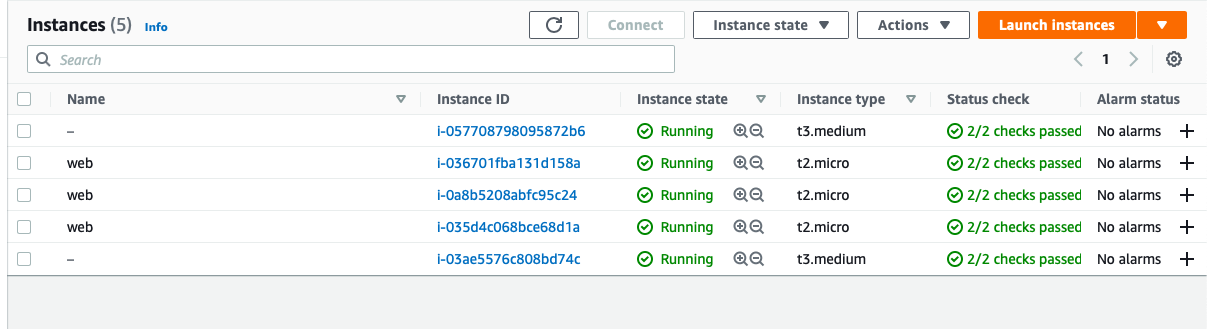 Instances (5) Info Connect Instance state Actions Launch instances
Search 1
Name Instance ID Instance state Instance type Status check Alarm status
– i-057708798095872b6 Running t3.medium 2/2 checks passed No alarms +
web i-036701fba131d158a Running t2.micro 2/2 checks passed No alarms +
web i-0a8b5208abfc95c24 Running t2.micro 2/2 checks passed No alarms +
web i-035d4c068bce68d1a Running t2.micro 2/2 checks passed No alarms +
– i-03ae5576c808bd74c Running t3.medium 2/2 checks passed No alarms +